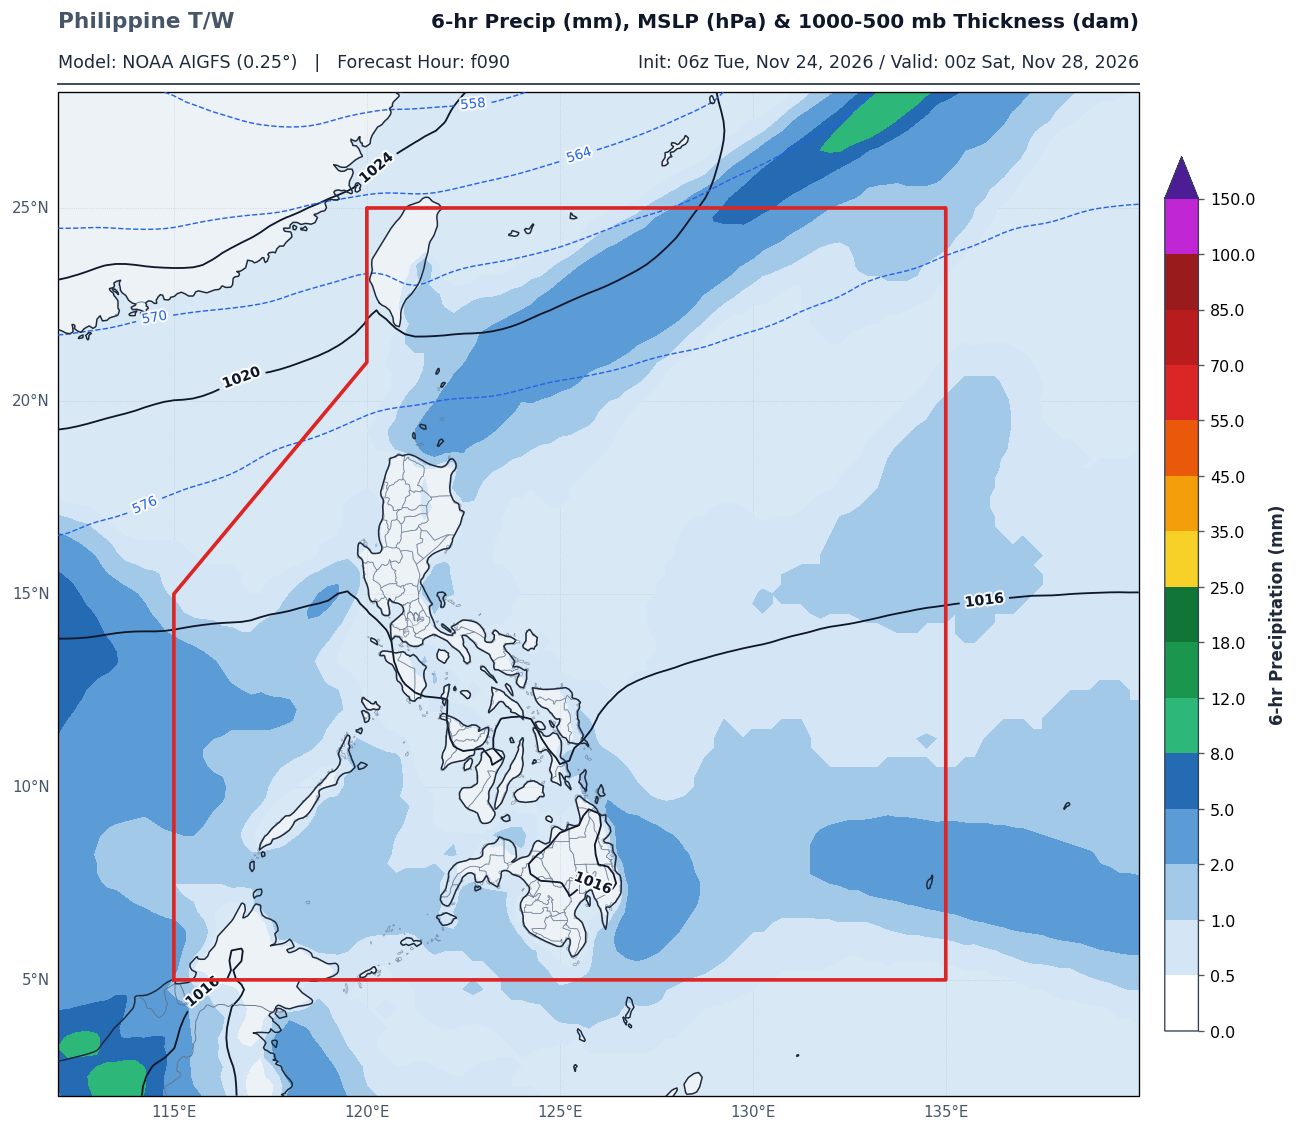 Philippine T/W
6-hr Precip (mm), MSLP (hPa) & 1000-500 mb Thickness (dam)
Model: NOAA AIGFS (0.25°) | Forecast Hour: f090
Init: 06z Tue, Nov 24, 2026 / Valid: 00z Sat, Nov 28, 2026
558
564
1024
570
1020
576
1016
1016
1016
25°N
20°N
15°N
10°N
5°N
115°E
120°E
125°E
130°E
135°E
150.0
100.0
85.0
70.0
55.0
45.0
35.0
25.0
18.0
12.0
8.0
5.0
2.0
1.0
0.5
0.0
6-hr Precipitation (mm)